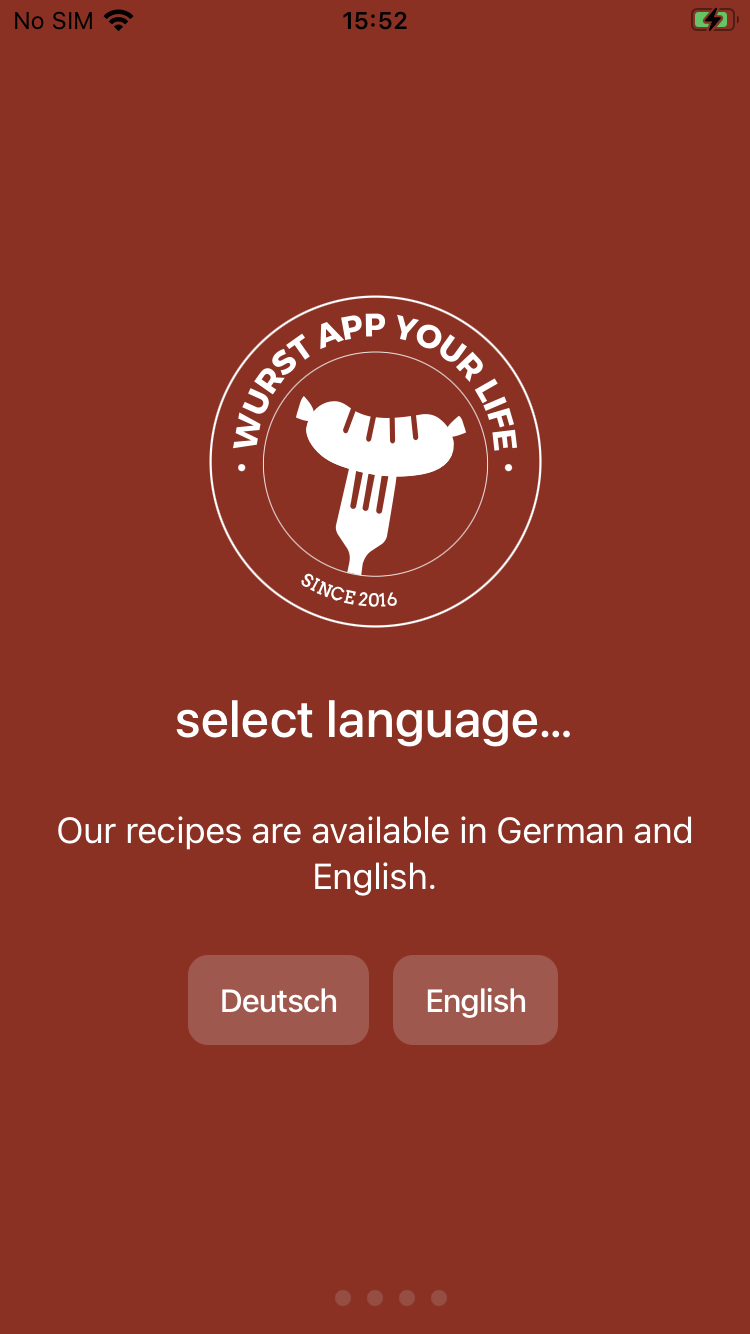 No SIM
15:52
WURST APP YOUR LIFE
SINCE 2016
select language...
Our recipes are available in German and
English.
Deutsch
English